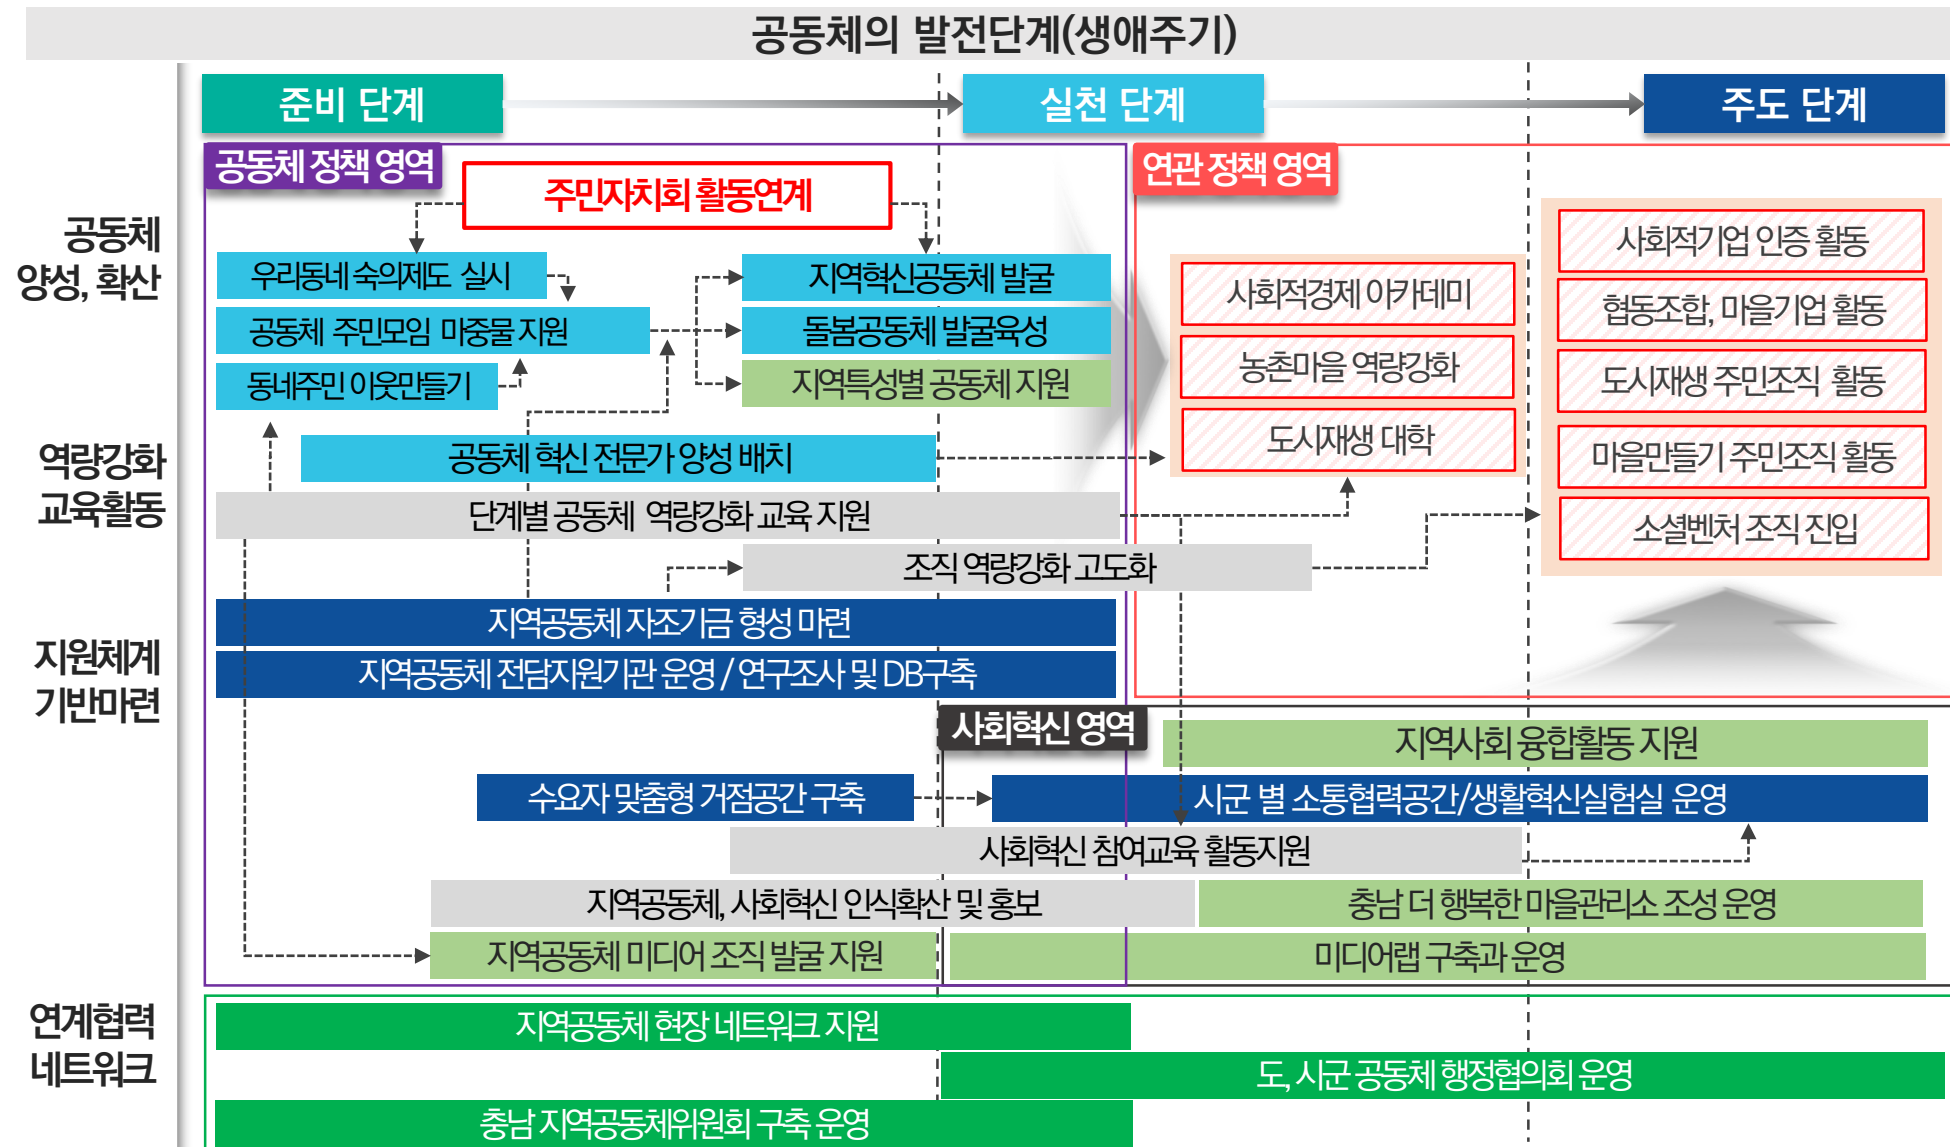 공동체의 발전단계(생애주기)
준비 단계
실천 단계
주도 단계
공동체 정책 영역
연관 정책 영역
주민자치회 활동연계
공동체
양성, 확산
우리동네 숙의제도 실시
공동체 주민모임 마중물 지원
동네주민 이웃만들기
지역혁신공동체 발굴
돌봄공동체 발굴육성
지역특성별 공동체 지원
사회적경제 아카데미
농촌마을 역량강화
도시재생 대학
사회적기업 인증 활동
협동조합, 마을기업 활동
도시재생 주민조직 활동
마을만들기 주민조직 활동
소셜벤처 조직 진입
역량강화
교육활동
공동체 혁신 전문가 양성 배치
단계별 공동체 역량강화 교육 지원
조직 역량강화 고도화
지원체계
기반마련
지역공동체 자조기금 형성 마련
지역공동체 전담지원기관 운영 / 연구조사 및 DB구축
사회혁신 영역
지역사회 융합활동 지원
수요자 맞춤형 거점공간 구축
시군 별 소통협력공간/생활혁신실험실 운영
사회혁신 참여교육 활동지원
지역공동체, 사회혁신 인식확산 및 홍보
충남 더 행복한 마을관리소 조성 운영
지역공동체 미디어 조직 발굴 지원
미디어랩 구축과 운영
연계협력
네트워크
지역공동체 현장 네트워크 지원
도, 시군 공동체 행정협의회 운영
충남 지역공동체위원회 구축 운영